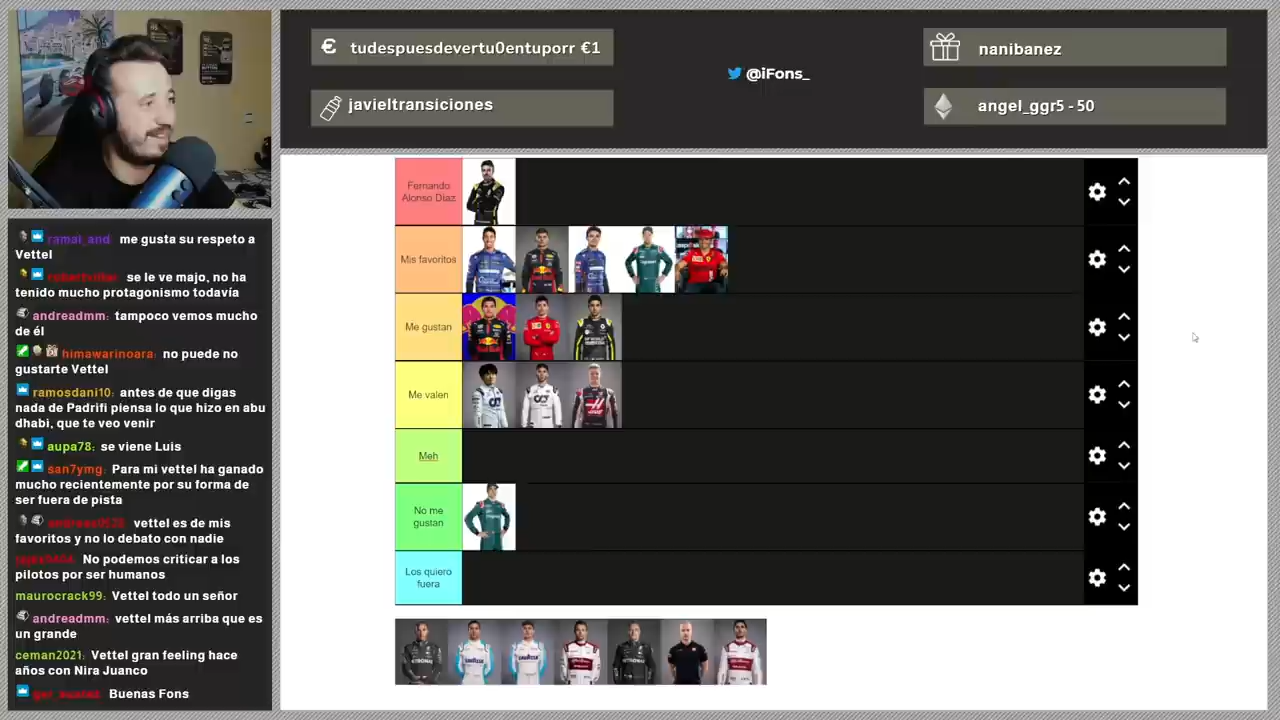 € tudespuesdevertu0entuporr €1
javieltransiciones
@iFons_
nanibanez
angel_ggr5 - 50
Fernando
Alonso Diaz
Mis favoritos
Me gustan
Me valen
Meh
No me
gustan
Los quiero
fuera
ramal_and me gusta su respeto a
Vettel
se le ve majo, no ha
tenido mucho protagonismo todavía
andreadmm: tampoco vemos mucho
de él
himawarinoara: no puede no
gustarte Vettel
ramosdani10: antes de que digas
nada de Padrifi piensa lo que hizo en abu
dhabi, que te veo venir
aupa78: se viene Luis
san7ymg: Para mi vettel ha ganado
mucho recientemente por su forma de
ser fuera de pista
vettel es de mis
favoritos y no lo debato con nadie
No podemos criticar a los
pilotos por ser humanos
maurocrack99: Vettel todo un señor
andreadmm: vettel más arriba que es
un grande
ceman2021: Vettel gran feeling hace
años con Nira Juanco
Buenas Fons